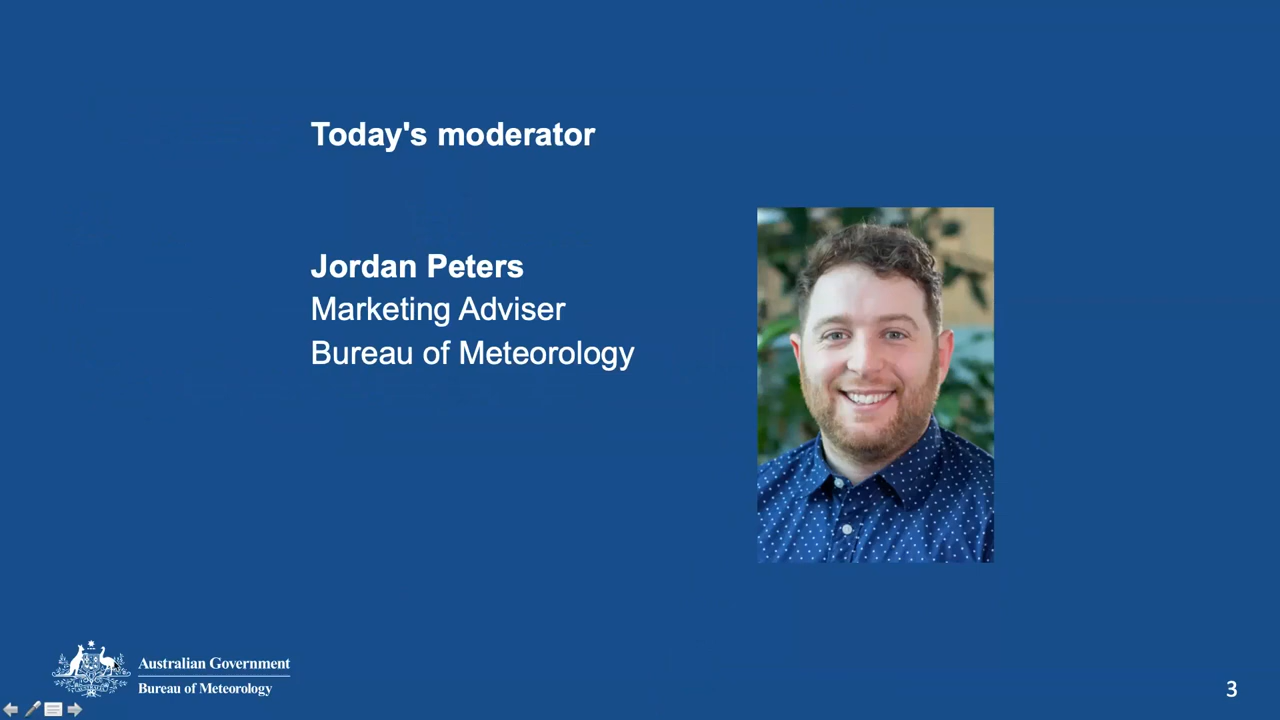 Today's moderator
Jordan Peters
Marketing Adviser
Bureau of Meteorology
Australian Government
Bureau of Meteorology
3